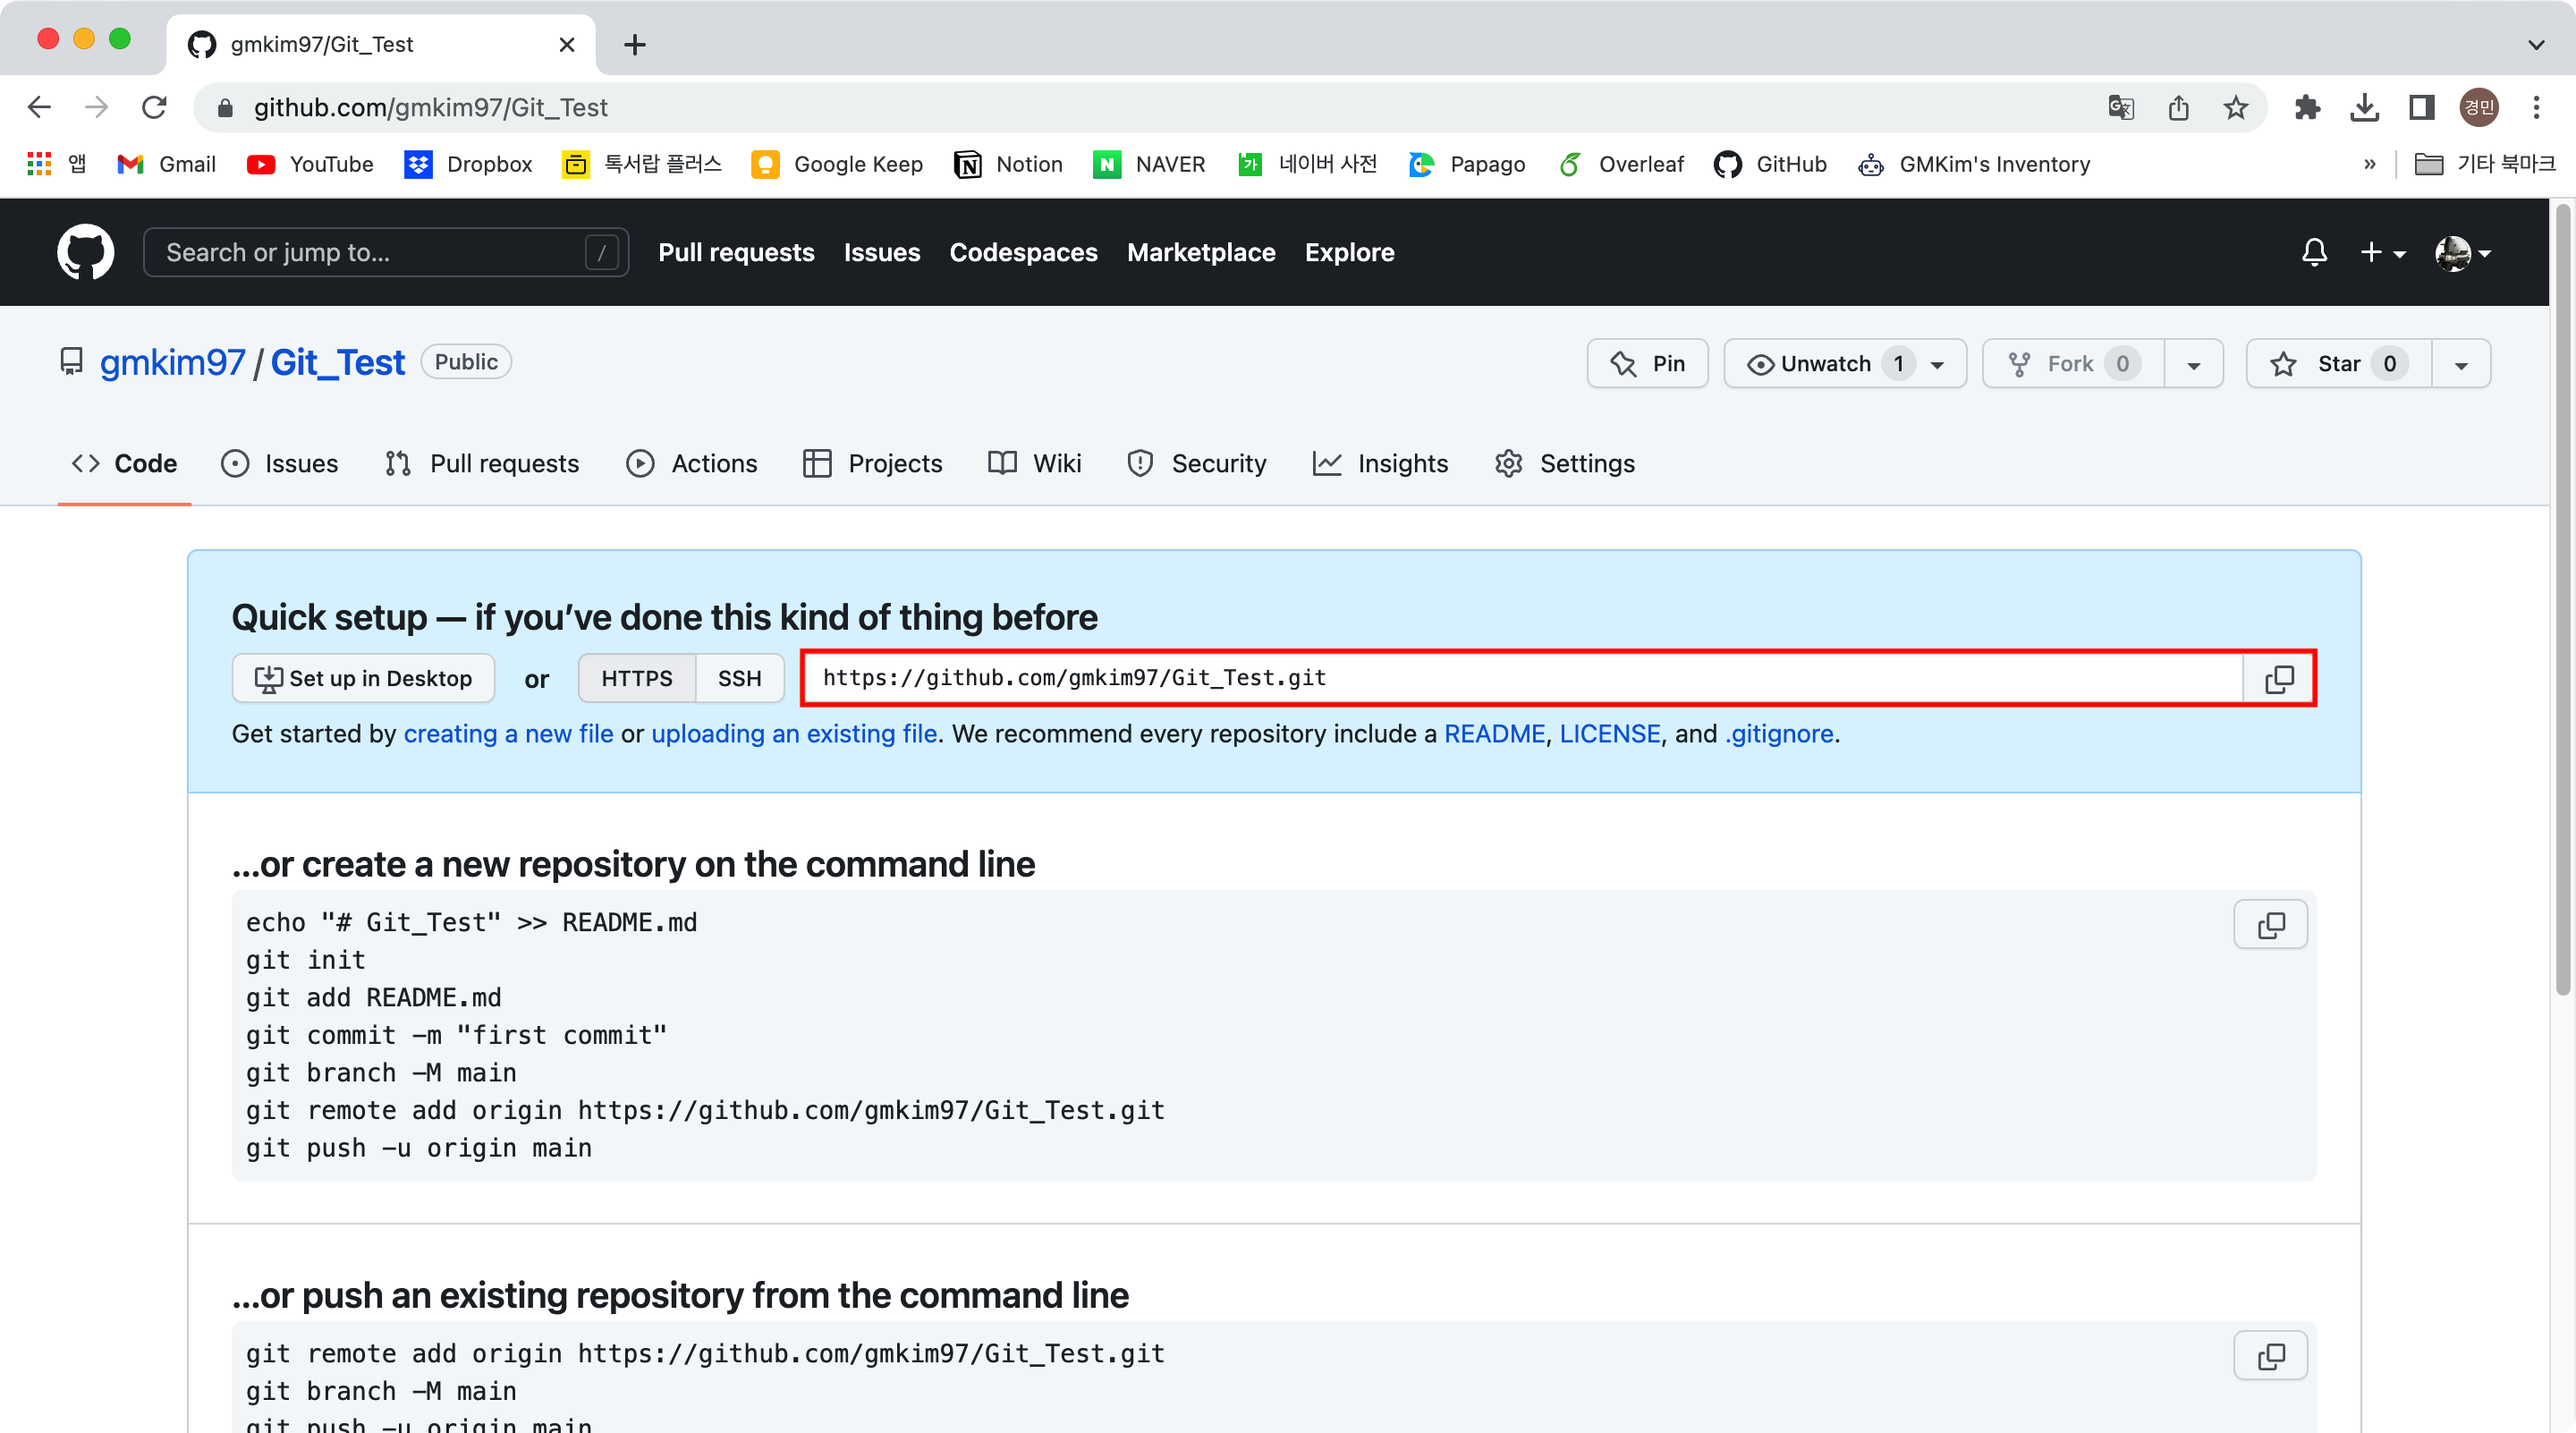 gmkim97/Git_Test
github.com/gmkim97/Git_Test
경민
앱 Gmail YouTube Dropbox 톡서랍 플러스 Google Keep Notion NAVER 네이버 사전 Papago Overleaf GitHub GMKim's Inventory » 기타 북마크
Search or jump to... / Pull requests Issues Codespaces Marketplace Explore
gmkim97 / Git_Test Public Pin Unwatch 1 Fork 0 Star 0
Code Issues Pull requests Actions Projects Wiki Security Insights Settings
Quick setup — if you’ve done this kind of thing before
Set up in Desktop or HTTPS SSH https://github.com/gmkim97/Git_Test.git
Get started by creating a new file or uploading an existing file. We recommend every repository include a README, LICENSE, and .gitignore.
…or create a new repository on the command line
echo "# Git_Test" >> README.md
git init
git add README.md
git commit -m "first commit"
git branch -M main
git remote add origin https://github.com/gmkim97/Git_Test.git
git push -u origin main
…or push an existing repository from the command line
git remote add origin https://github.com/gmkim97/Git_Test.git
git branch -M main
git push -u origin main